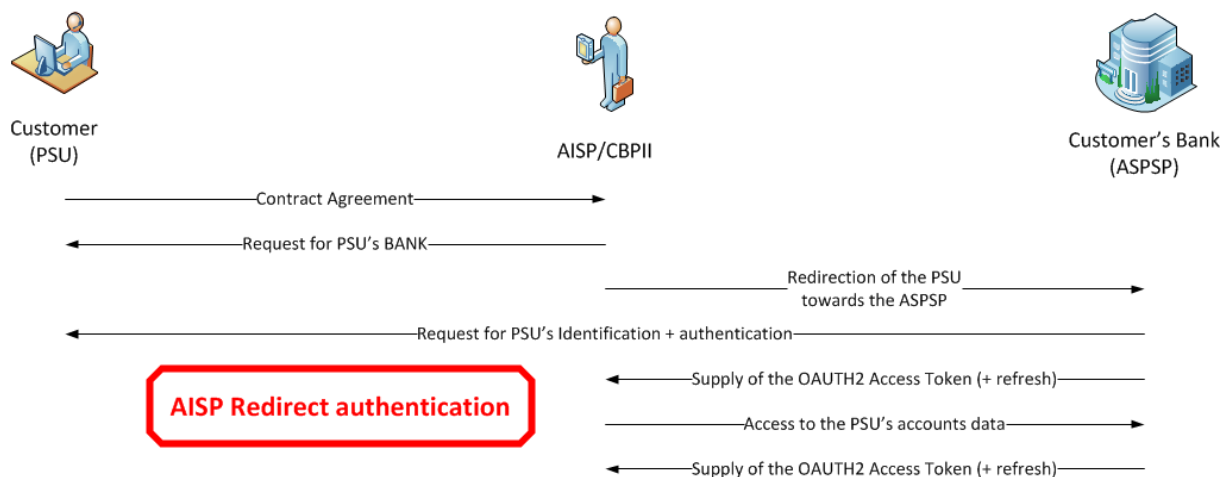 Customer
(PSU)
AISP/CBPII
Customer's Bank
(ASPSP)
Contract Agreement
Request for PSU's BANK
Redirection of the PSU
towards the ASPSP
Request for PSU's Identification + authentication
Supply of the OAUTH2 Access Token (+ refresh)
AISP Redirect authentication
Access to the PSU's accounts data
Supply of the OAUTH2 Access Token (+ refresh)